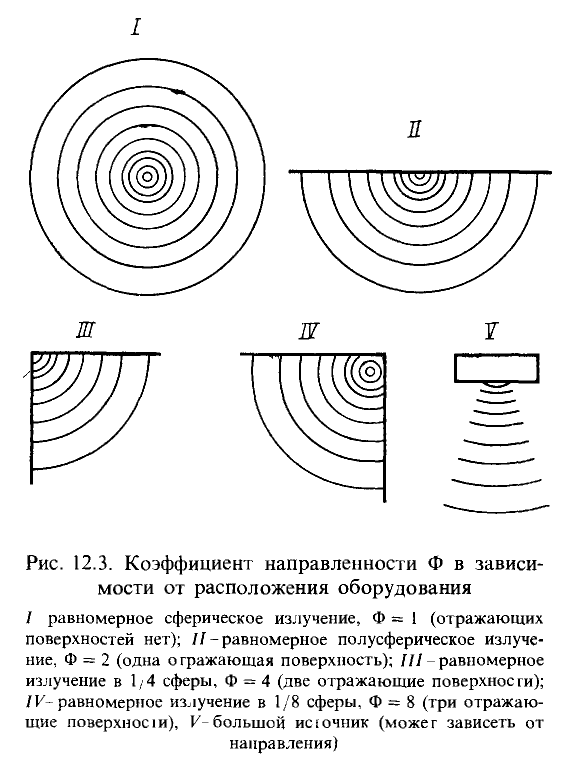 I
II
III
IV
V
Рис. 12.3. Коэффициент направленности Ф в зависи-
мости от расположения оборудования
I равномерное сферическое излучение, Ф = 1 (отражающих
поверхностей нет); II - равномерное полусферическое излуче-
ние, Ф = 2 (одна отражающая поверхность); III - равномерное
излучение в 1/4 сферы, Ф = 4 (две отражающие поверхности);
IV - равномерное излучение в 1/8 сферы, Ф = 8 (три отражаю-
щие поверхности), V - большой источник (может зависеть от
направления)